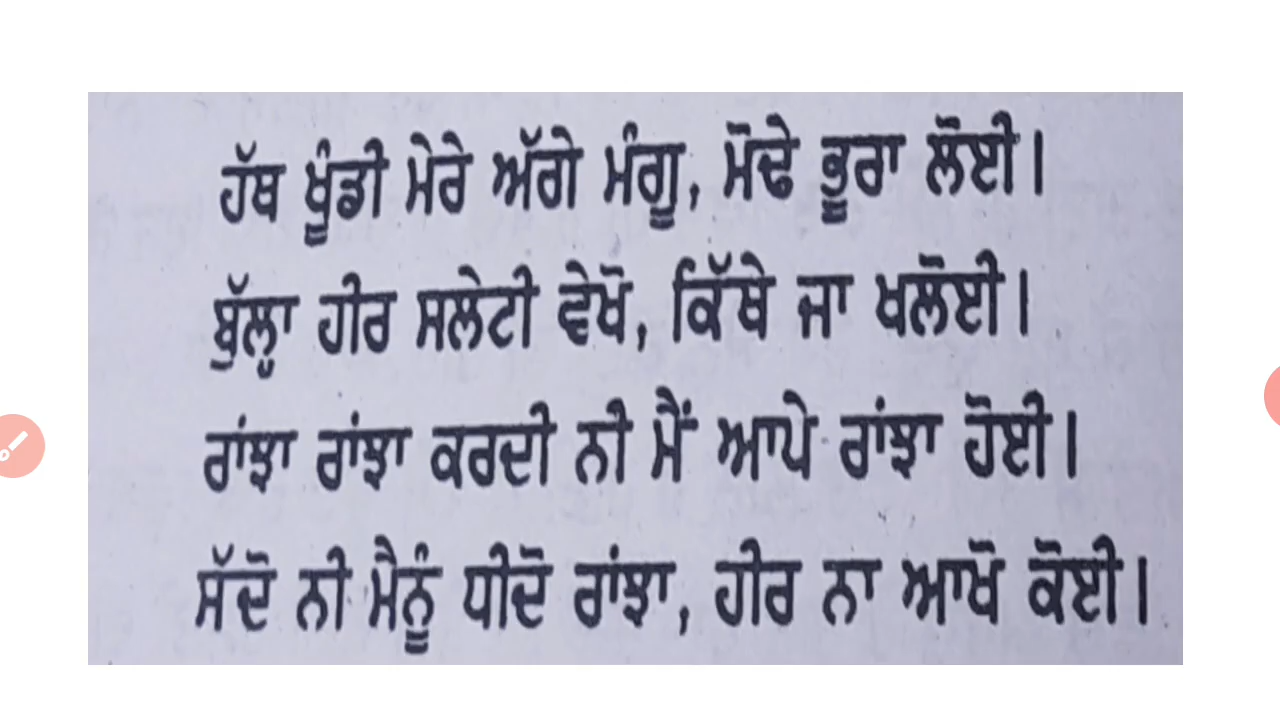 ਹੱਥ ਖੂੰਡੀ ਮੇਰੇ ਅੱਗੇ ਮੰਗੂ, ਮੋਢੇ ਭੂਰਾ ਲੋਈ।
ਬੁੱਲ੍ਹਾ ਹੀਰ ਸਲੇਟੀ ਵੇਖੋ, ਕਿੱਥੇ ਜਾ ਖਲੋਈ।
ਰਾਂਝਾ ਰਾਂਝਾ ਕਰਦੀ ਨੀ ਮੈਂ ਆਪੇ ਰਾਂਝਾ ਹੋਈ।
ਸੱਦੋ ਨੀ ਮੈਨੂੰ ਧੀਦੋ ਰਾਂਝਾ, ਹੀਰ ਨਾ ਆਖੋ ਕੋਈ।